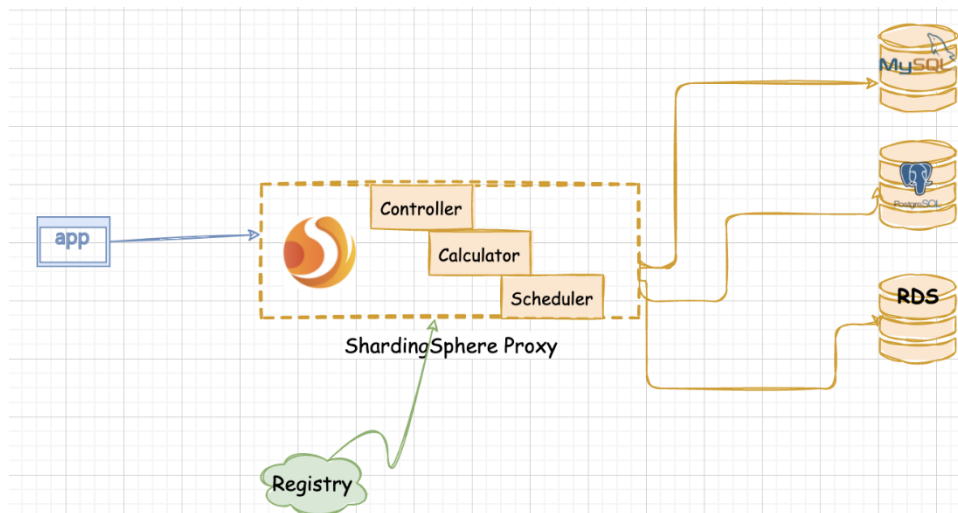 MySQL
PostgreSQL
app
Controller
Calculator
Scheduler
RDS
ShardingSphere Proxy
Registry